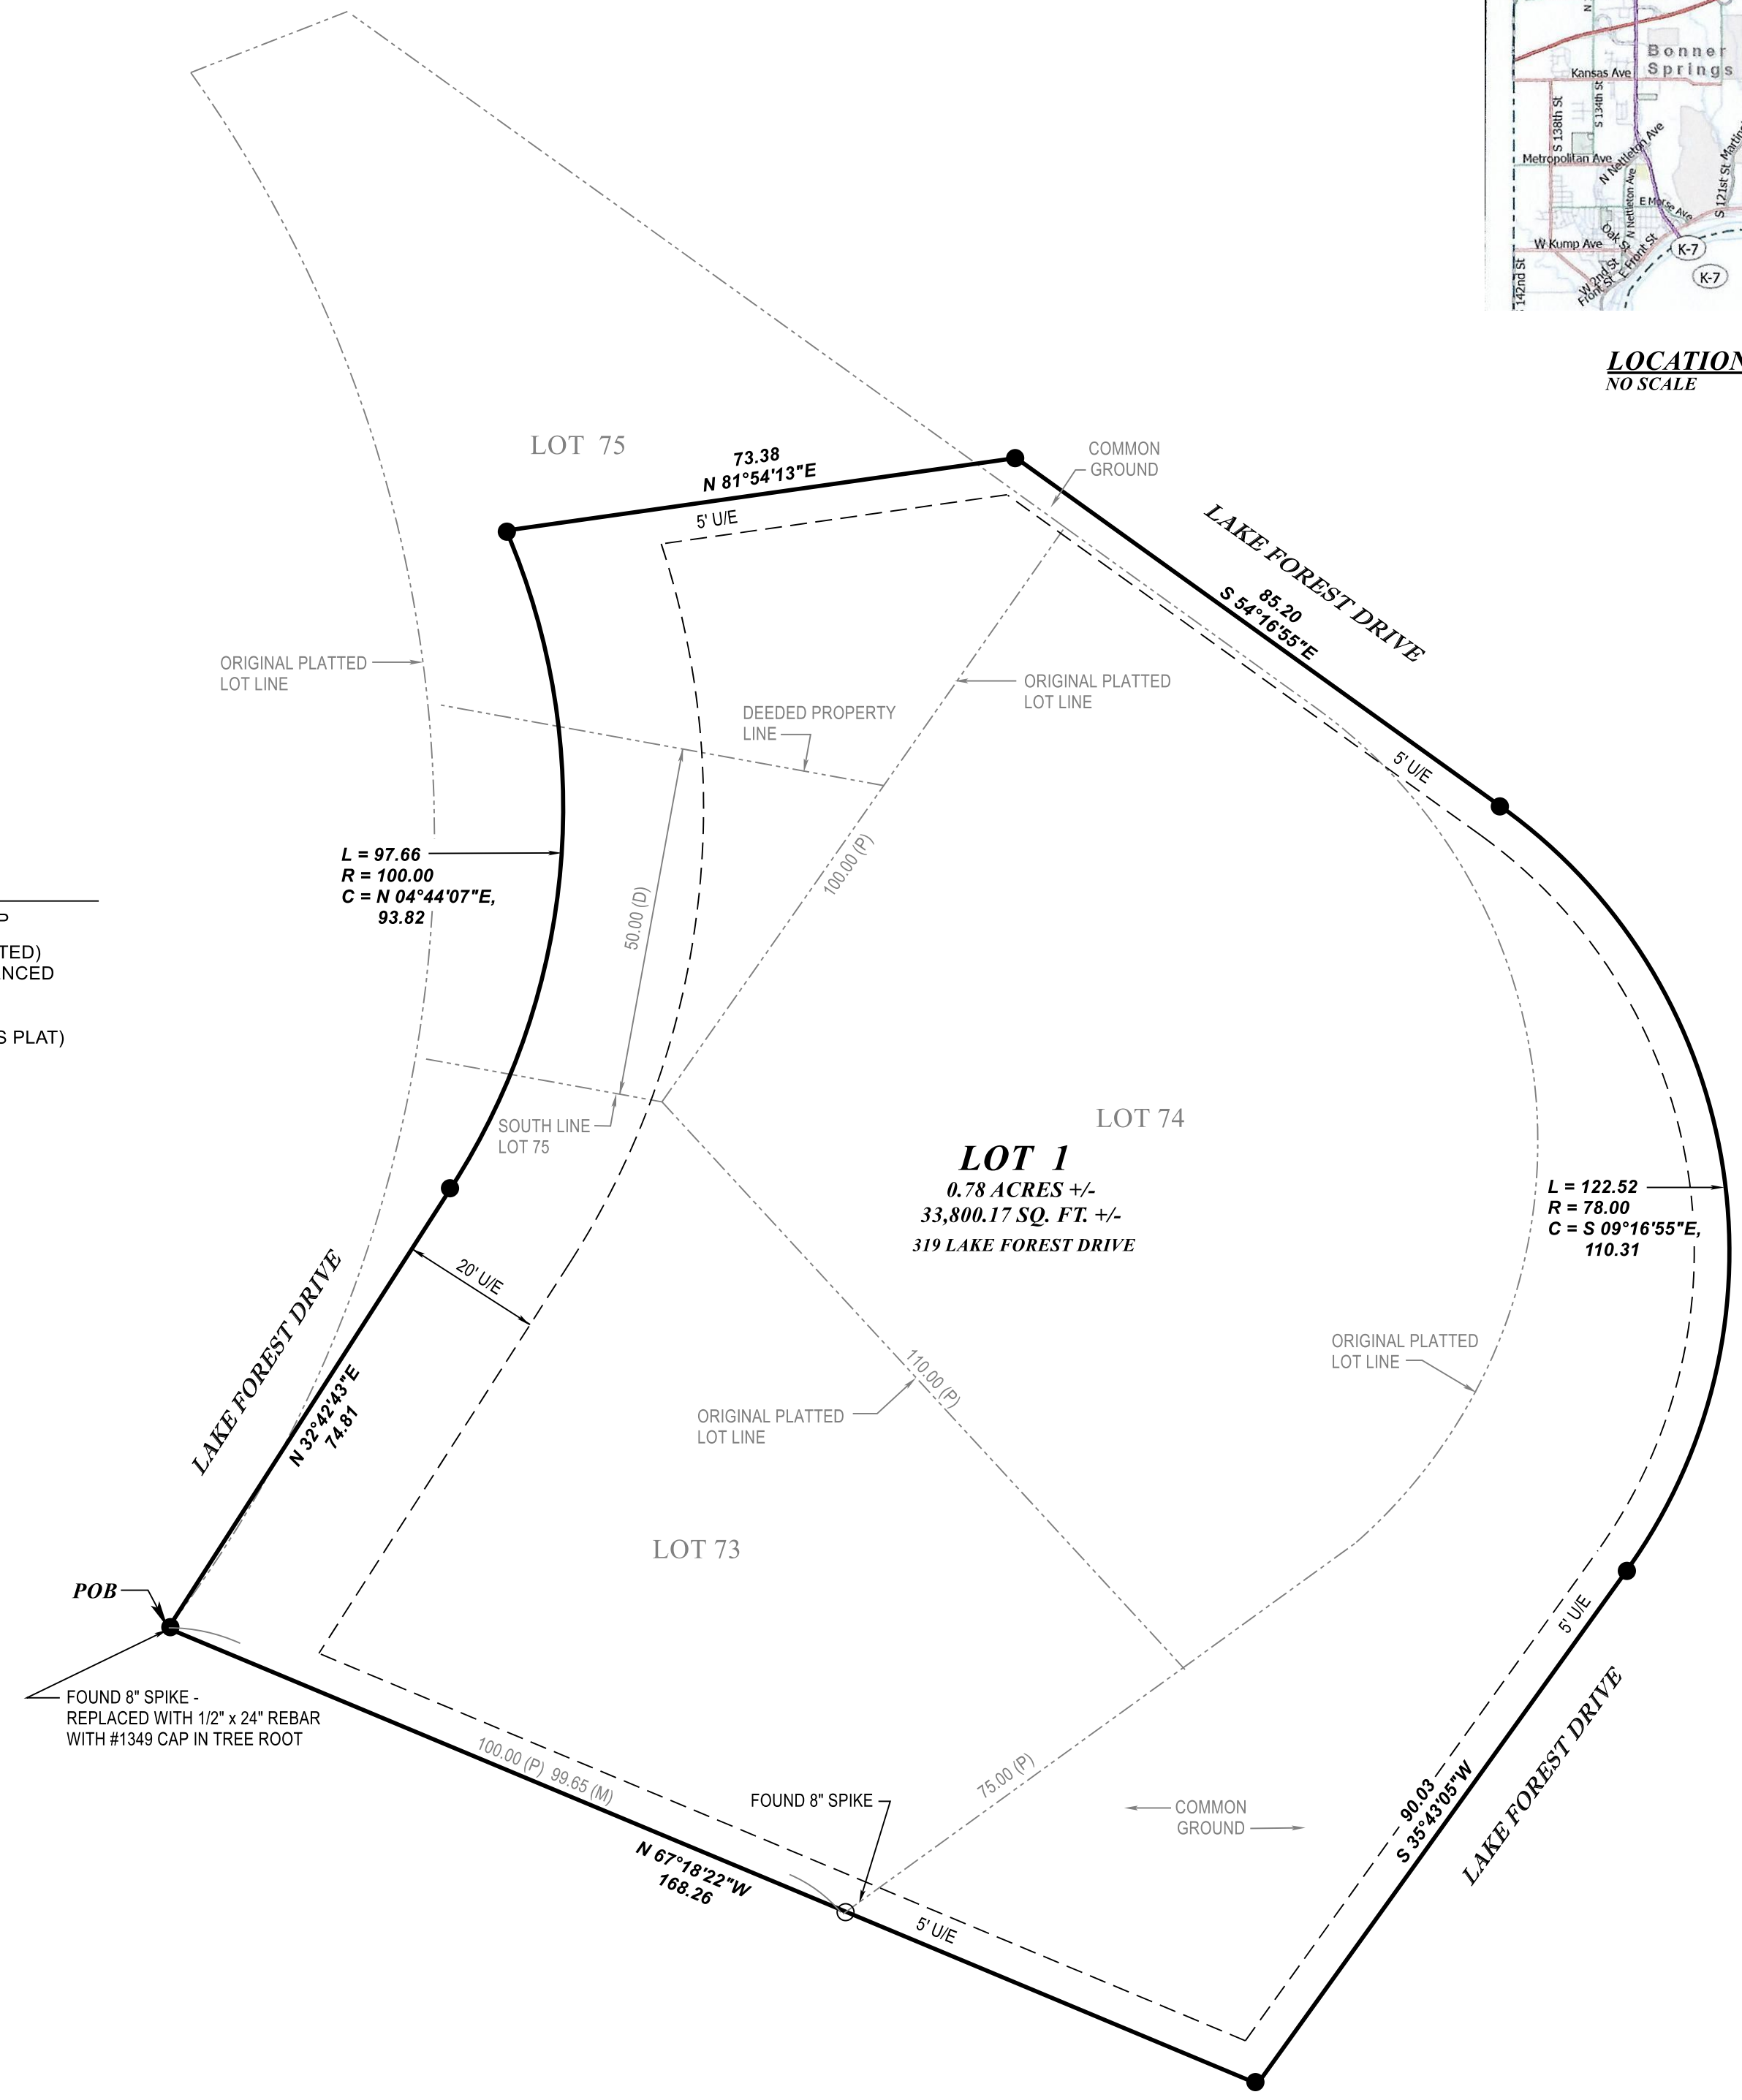 Bonner
Springs
Kansas Ave
S 138th St
S 134th St
Metropolitan Ave
N Nettleton Ave
N Nettleton Ave
E Morse Ave
S 121st St
W Kump Ave
Oak St
W 2nd St
Front St
E Front St
K-7
K-7
142nd St
LOCATION
NO SCALE
LOT 75
73.38
N 81°54'13"E
5' U/E
COMMON
GROUND
LAKE FOREST DRIVE
85.20
S 54°16'55"E
ORIGINAL PLATTED
LOT LINE
ORIGINAL PLATTED
LOT LINE
DEEDED PROPERTY
LINE
5' U/E
L = 97.66
R = 100.00
C = N 04°44'07"E,
93.82
100.00 (P)
50.00 (D)
P
TED)
ENCED
S PLAT)
SOUTH LINE
LOT 75
LOT 74
LOT 1
0.78 ACRES +/-
33,800.17 SQ. FT. +/-
319 LAKE FOREST DRIVE
L = 122.52
R = 78.00
C = S 09°16'55"E,
110.31
20' U/E
LAKE FOREST DRIVE
N 32°42'43"E
74.81
110.00 (P)
ORIGINAL PLATTED
LOT LINE
ORIGINAL PLATTED
LOT LINE
LOT 73
POB
5' U/E
FOUND 8" SPIKE -
REPLACED WITH 1/2" x 24" REBAR
WITH #1349 CAP IN TREE ROOT
100.00 (P) 99.65 (M)
75.00 (P)
FOUND 8" SPIKE
COMMON
GROUND
90.03
S 35°43'05"W
LAKE FOREST DRIVE
N 67°18'22"W
168.26
5' U/E